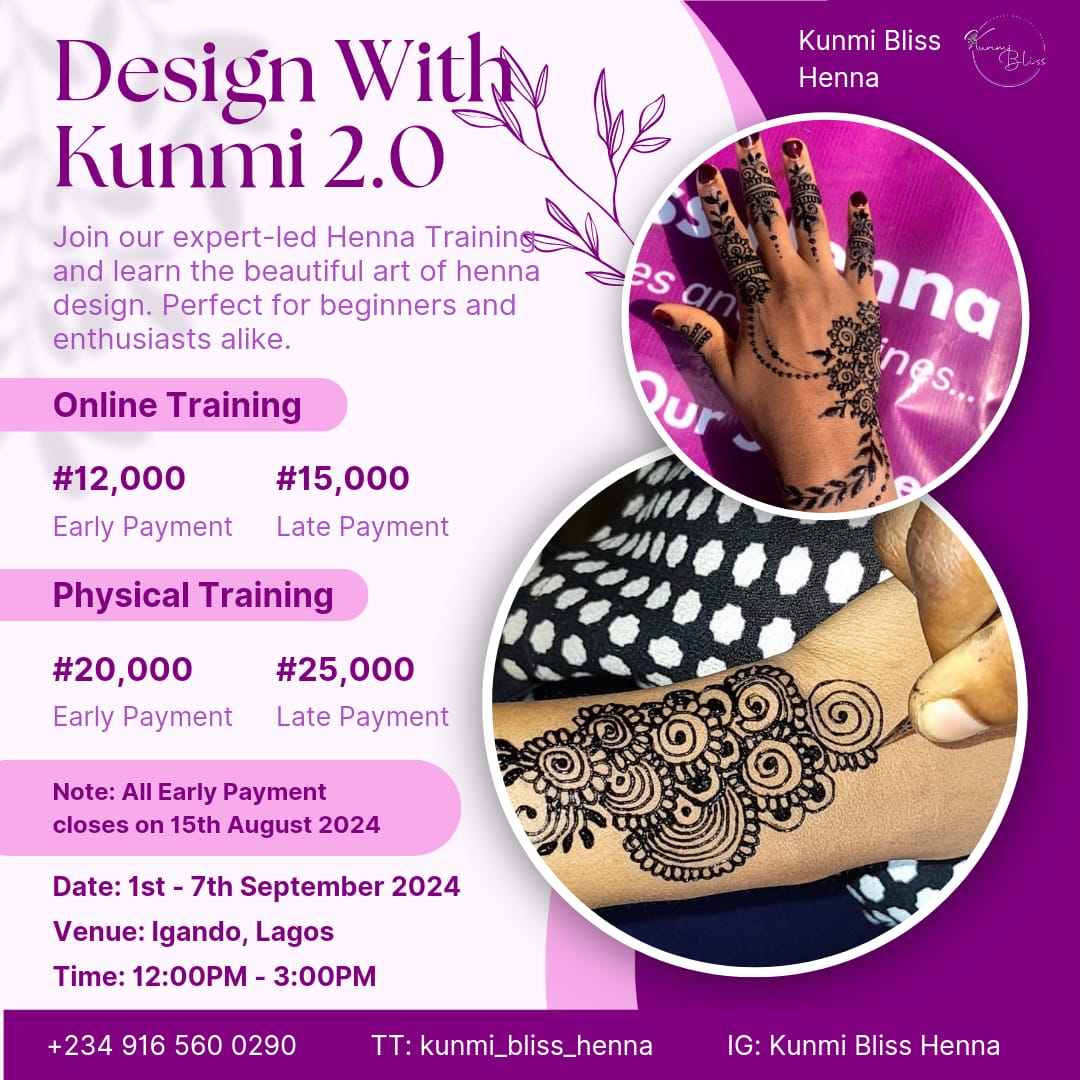 Design With
Kunmi 2.0
Kunmi Bliss
Henna
Kunmi
Bliss
Join our expert-led Henna Training
and learn the beautiful art of henna
design. Perfect for beginners and
enthusiasts alike.
Online Training
#12,000 #15,000
Early Payment Late Payment
Physical Training
#20,000 #25,000
Early Payment Late Payment
Note: All Early Payment
closes on 15th August 2024
Date: 1st - 7th September 2024
Venue: Igando, Lagos
Time: 12:00PM - 3:00PM
+234 916 560 0290 TT: kunmi_bliss_henna IG: Kunmi Bliss Henna
Our